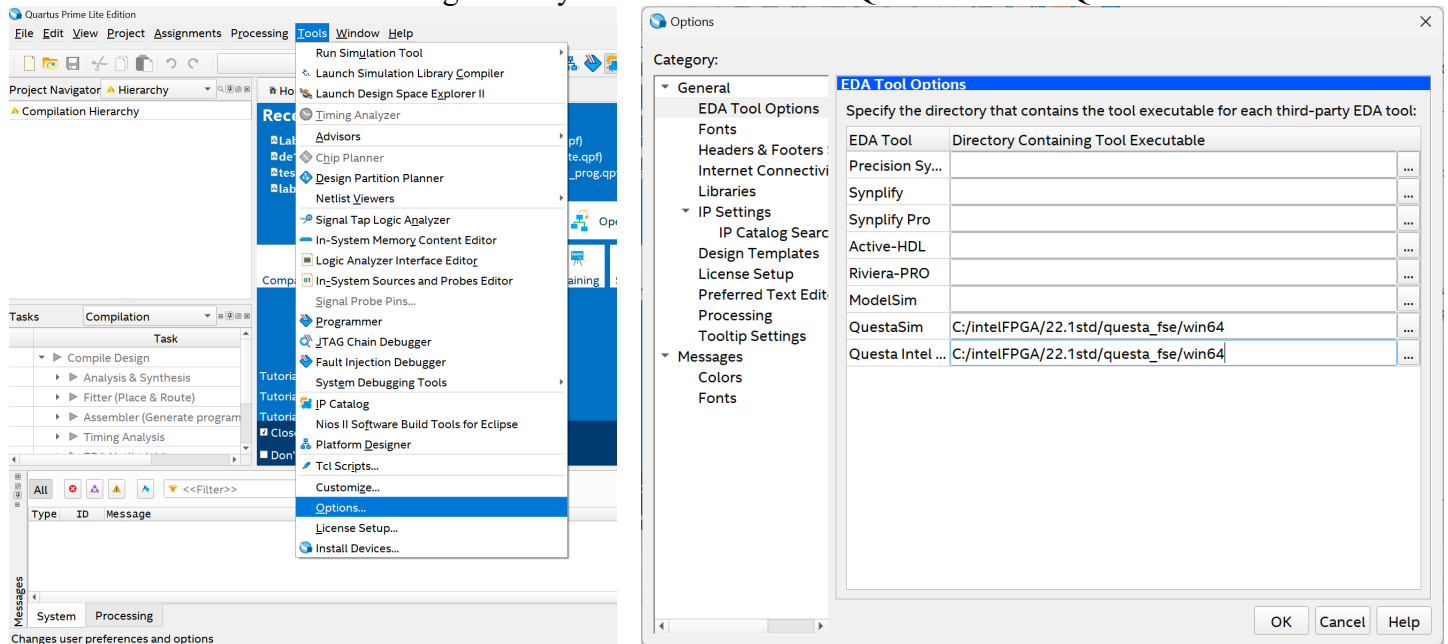 Quartus Prime Lite Edition
File Edit View Project Assignments Processing Tools Window Help
Project Navigator Hierarchy
Compilation Hierarchy
Tasks Compilation
Task
Compile Design
Analysis & Synthesis
Fitter (Place & Route)
Assembler (Generate program
Timing Analysis
Run Simulation Tool
Launch Simulation Library Compiler
Launch Design Space Explorer II
Timing Analyzer
Advisors
Chip Planner
Design Partition Planner
Netlist Viewers
Signal Tap Logic Analyzer
In-System Memory Content Editor
Logic Analyzer Interface Editor
In-System Sources and Probes Editor
Signal Probe Pins...
Programmer
JTAG Chain Debugger
Fault Injection Debugger
System Debugging Tools
IP Catalog
Nios II Software Build Tools for Eclipse
Platform Designer
Tcl Scripts...
Customize...
Options...
License Setup...
Install Devices...
All <<Filter>>
Type ID Message
Messages
System Processing
Changes user preferences and options
Options
Category:
General
EDA Tool Options
Fonts
Headers & Footers
Internet Connectivi
Libraries
IP Settings
IP Catalog Searc
Design Templates
License Setup
Preferred Text Edit
Processing
Tooltip Settings
Messages
Colors
Fonts
EDA Tool Options
Specify the directory that contains the tool executable for each third-party EDA tool:
EDA Tool Directory Containing Tool Executable
Precision Sy... ...
Synplify ...
Synplify Pro ...
Active-HDL ...
Riviera-PRO ...
ModelSim ...
QuestaSim C:/intelFPGA/22.1std/questa_fse/win64 ...
Questa Intel ... C:/intelFPGA/22.1std/questa_fse/win64 ...
OK Cancel Help